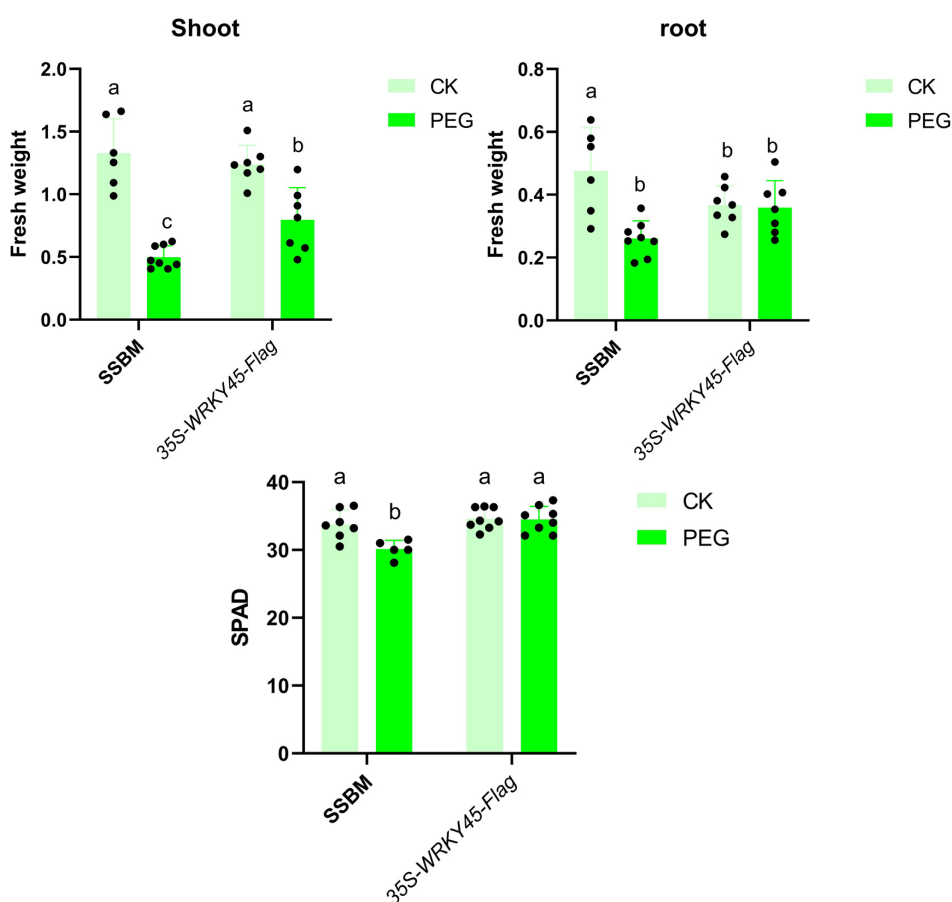 Shoot
Fresh weight
2.0
1.5
1.0
0.5
0.0
a
c
a
b
CK
PEG
SSBM
35S-WRKY45-Flag
root
Fresh weight
0.8
0.6
0.4
0.2
0.0
a
b
b
b
CK
PEG
SSBM
35S-WRKY45-Flag
SPAD
40
30
20
10
0
a
b
a
a
CK
PEG
SSBM
35S-WRKY45-Flag